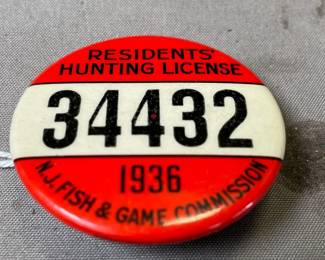 RESIDENTS'
HUNTING LICENSE
34432
1936
N.J. FISH & GAME COMMISSION